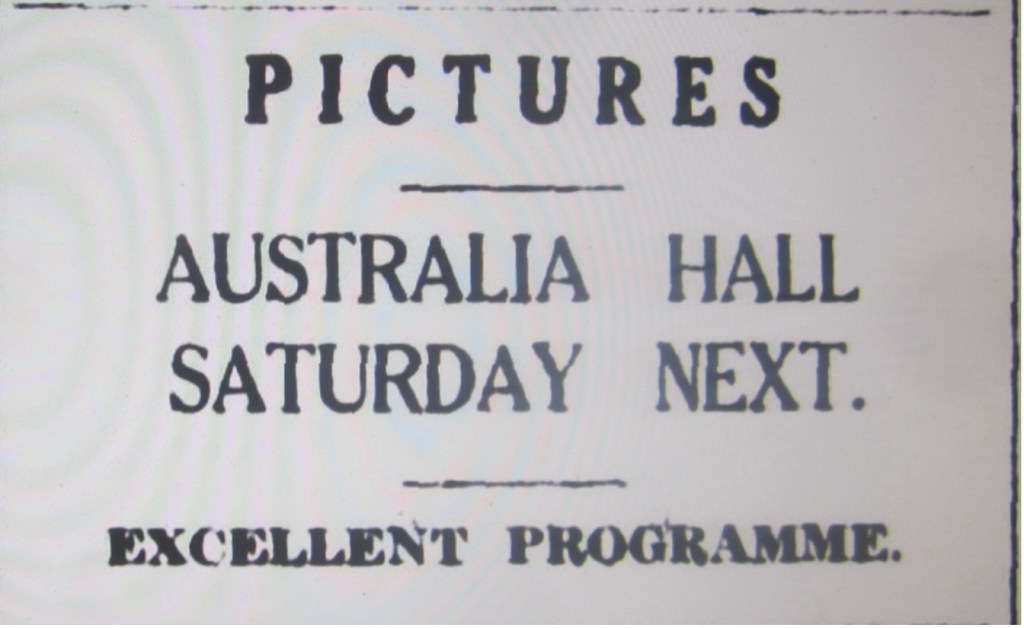 PICTURES
AUSTRALIA HALL
SATURDAY NEXT.
EXCELLENT PROGRAMME.